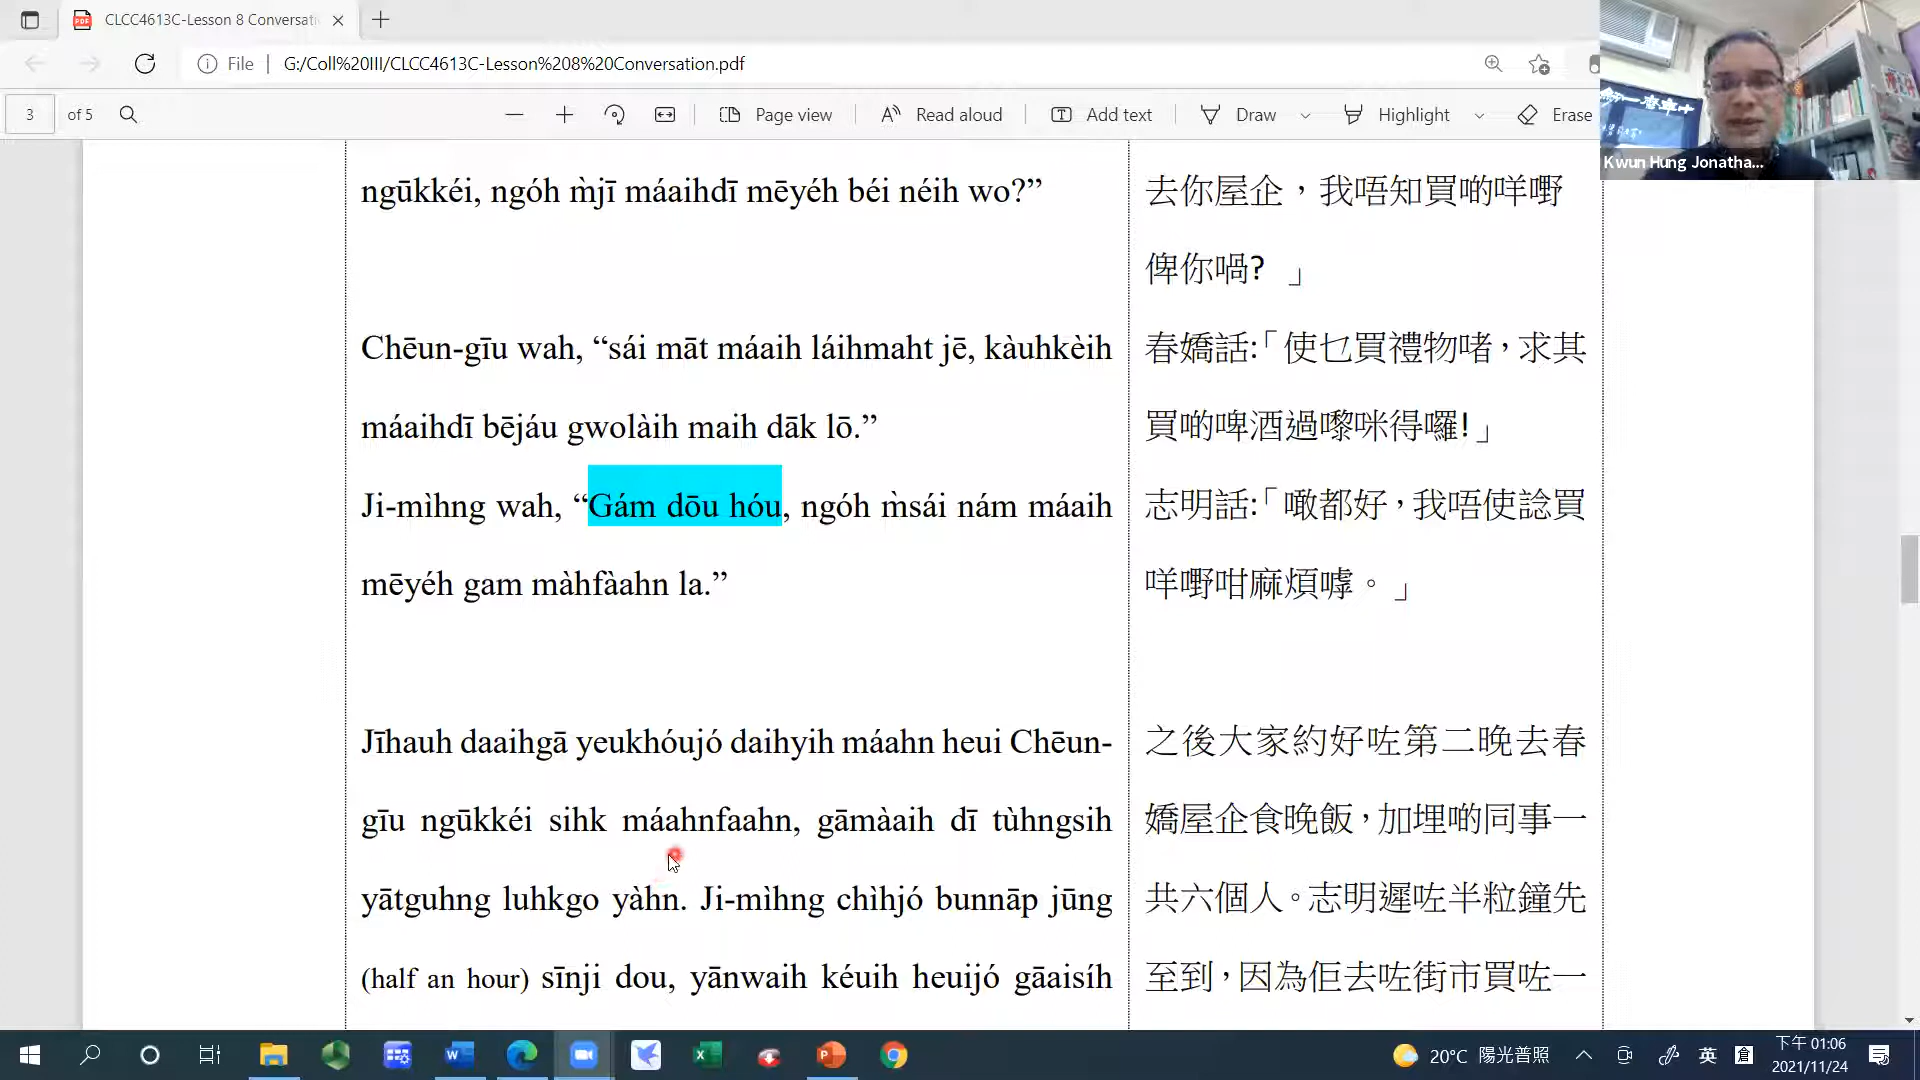 CLCC4613C-Lesson 8 Conversati
File
G:/Coll%20III/CLCC4613C-Lesson%208%20Conversation.pdf
3 of 5
Page view
Read aloud
Add text
Draw
Highlight
Erase
Kwun Hung Jonatha...
ngūkkéi, ngóh m̀jī máaihdī mēyéh béi néih wo?”
去你屋企，我唔知買啲咩嘢
俾你喎? 」
Chēun-gīu wah, “sái māt máaih láihmaht jē, kàuhkèih
春嬌話:「使乜買禮物啫，求其
máaihdī bējáu gwolàih maih dāk lō.”
買啲啤酒過嚟咪得囉!」
Ji-mìhng wah, “Gám dōu hóu, ngóh m̀sái nám máaih
志明話:「噉都好，我唔使諗買
mēyéh gam màhfàahn la.”
咩嘢咁麻煩嘑。」
Jīhauh daaihgā yeukhóujó daihyih máahn heui Chēun-
之後大家約好咗第二晚去春
gīu ngūkkéi sihk máahnfaahn, gāmàaih dī tùhngsih
嬌屋企食晚飯，加埋啲同事一
yātguhng luhkgo yàhn. Ji-mìhng chìhjó bunnāp jūng
共六個人。志明遲咗半粒鐘先
(half an hour) sīnji dou, yānwaih kéuih heuijó gāaisíh
至到，因為佢去咗街市買咗一
20°C 陽光普照
英
倉
下午 01:06
2021/11/24